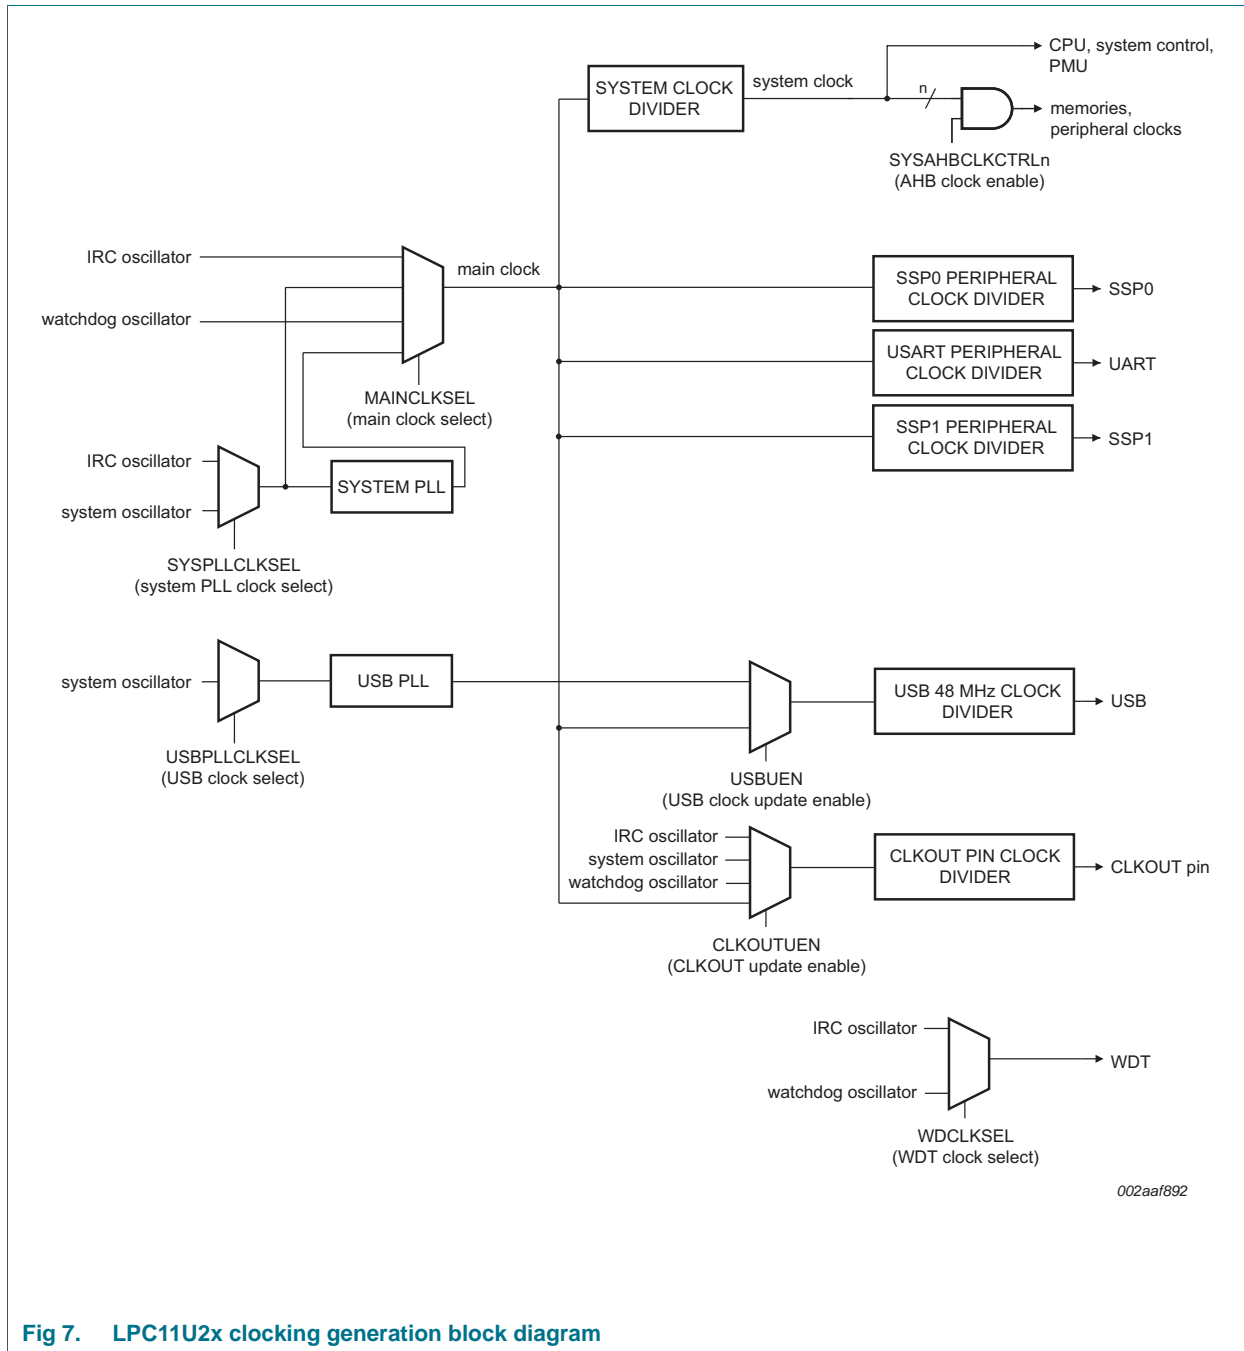 CPU, system control,
PMU
SYSTEM CLOCK
DIVIDER
system clock
n
memories,
peripheral clocks
SYSAHBCLKCTRLn
(AHB clock enable)
IRC oscillator
main clock
watchdog oscillator
SSP0 PERIPHERAL
CLOCK DIVIDER
SSP0
USART PERIPHERAL
CLOCK DIVIDER
UART
MAINCLKSEL
(main clock select)
SSP1 PERIPHERAL
CLOCK DIVIDER
SSP1
IRC oscillator
SYSTEM PLL
system oscillator
SYSPLLCLKSEL
(system PLL clock select)
system oscillator
USB PLL
USB 48 MHz CLOCK
DIVIDER
USB
USBPLLCLKSEL
(USB clock select)
USBUEN
(USB clock update enable)
IRC oscillator
system oscillator
watchdog oscillator
CLKOUT PIN CLOCK
DIVIDER
CLKOUT pin
CLKOUTUEN
(CLKOUT update enable)
IRC oscillator
WDT
watchdog oscillator
WDCLKSEL
(WDT clock select)
002aaf892
Fig 7. LPC11U2x clocking generation block diagram